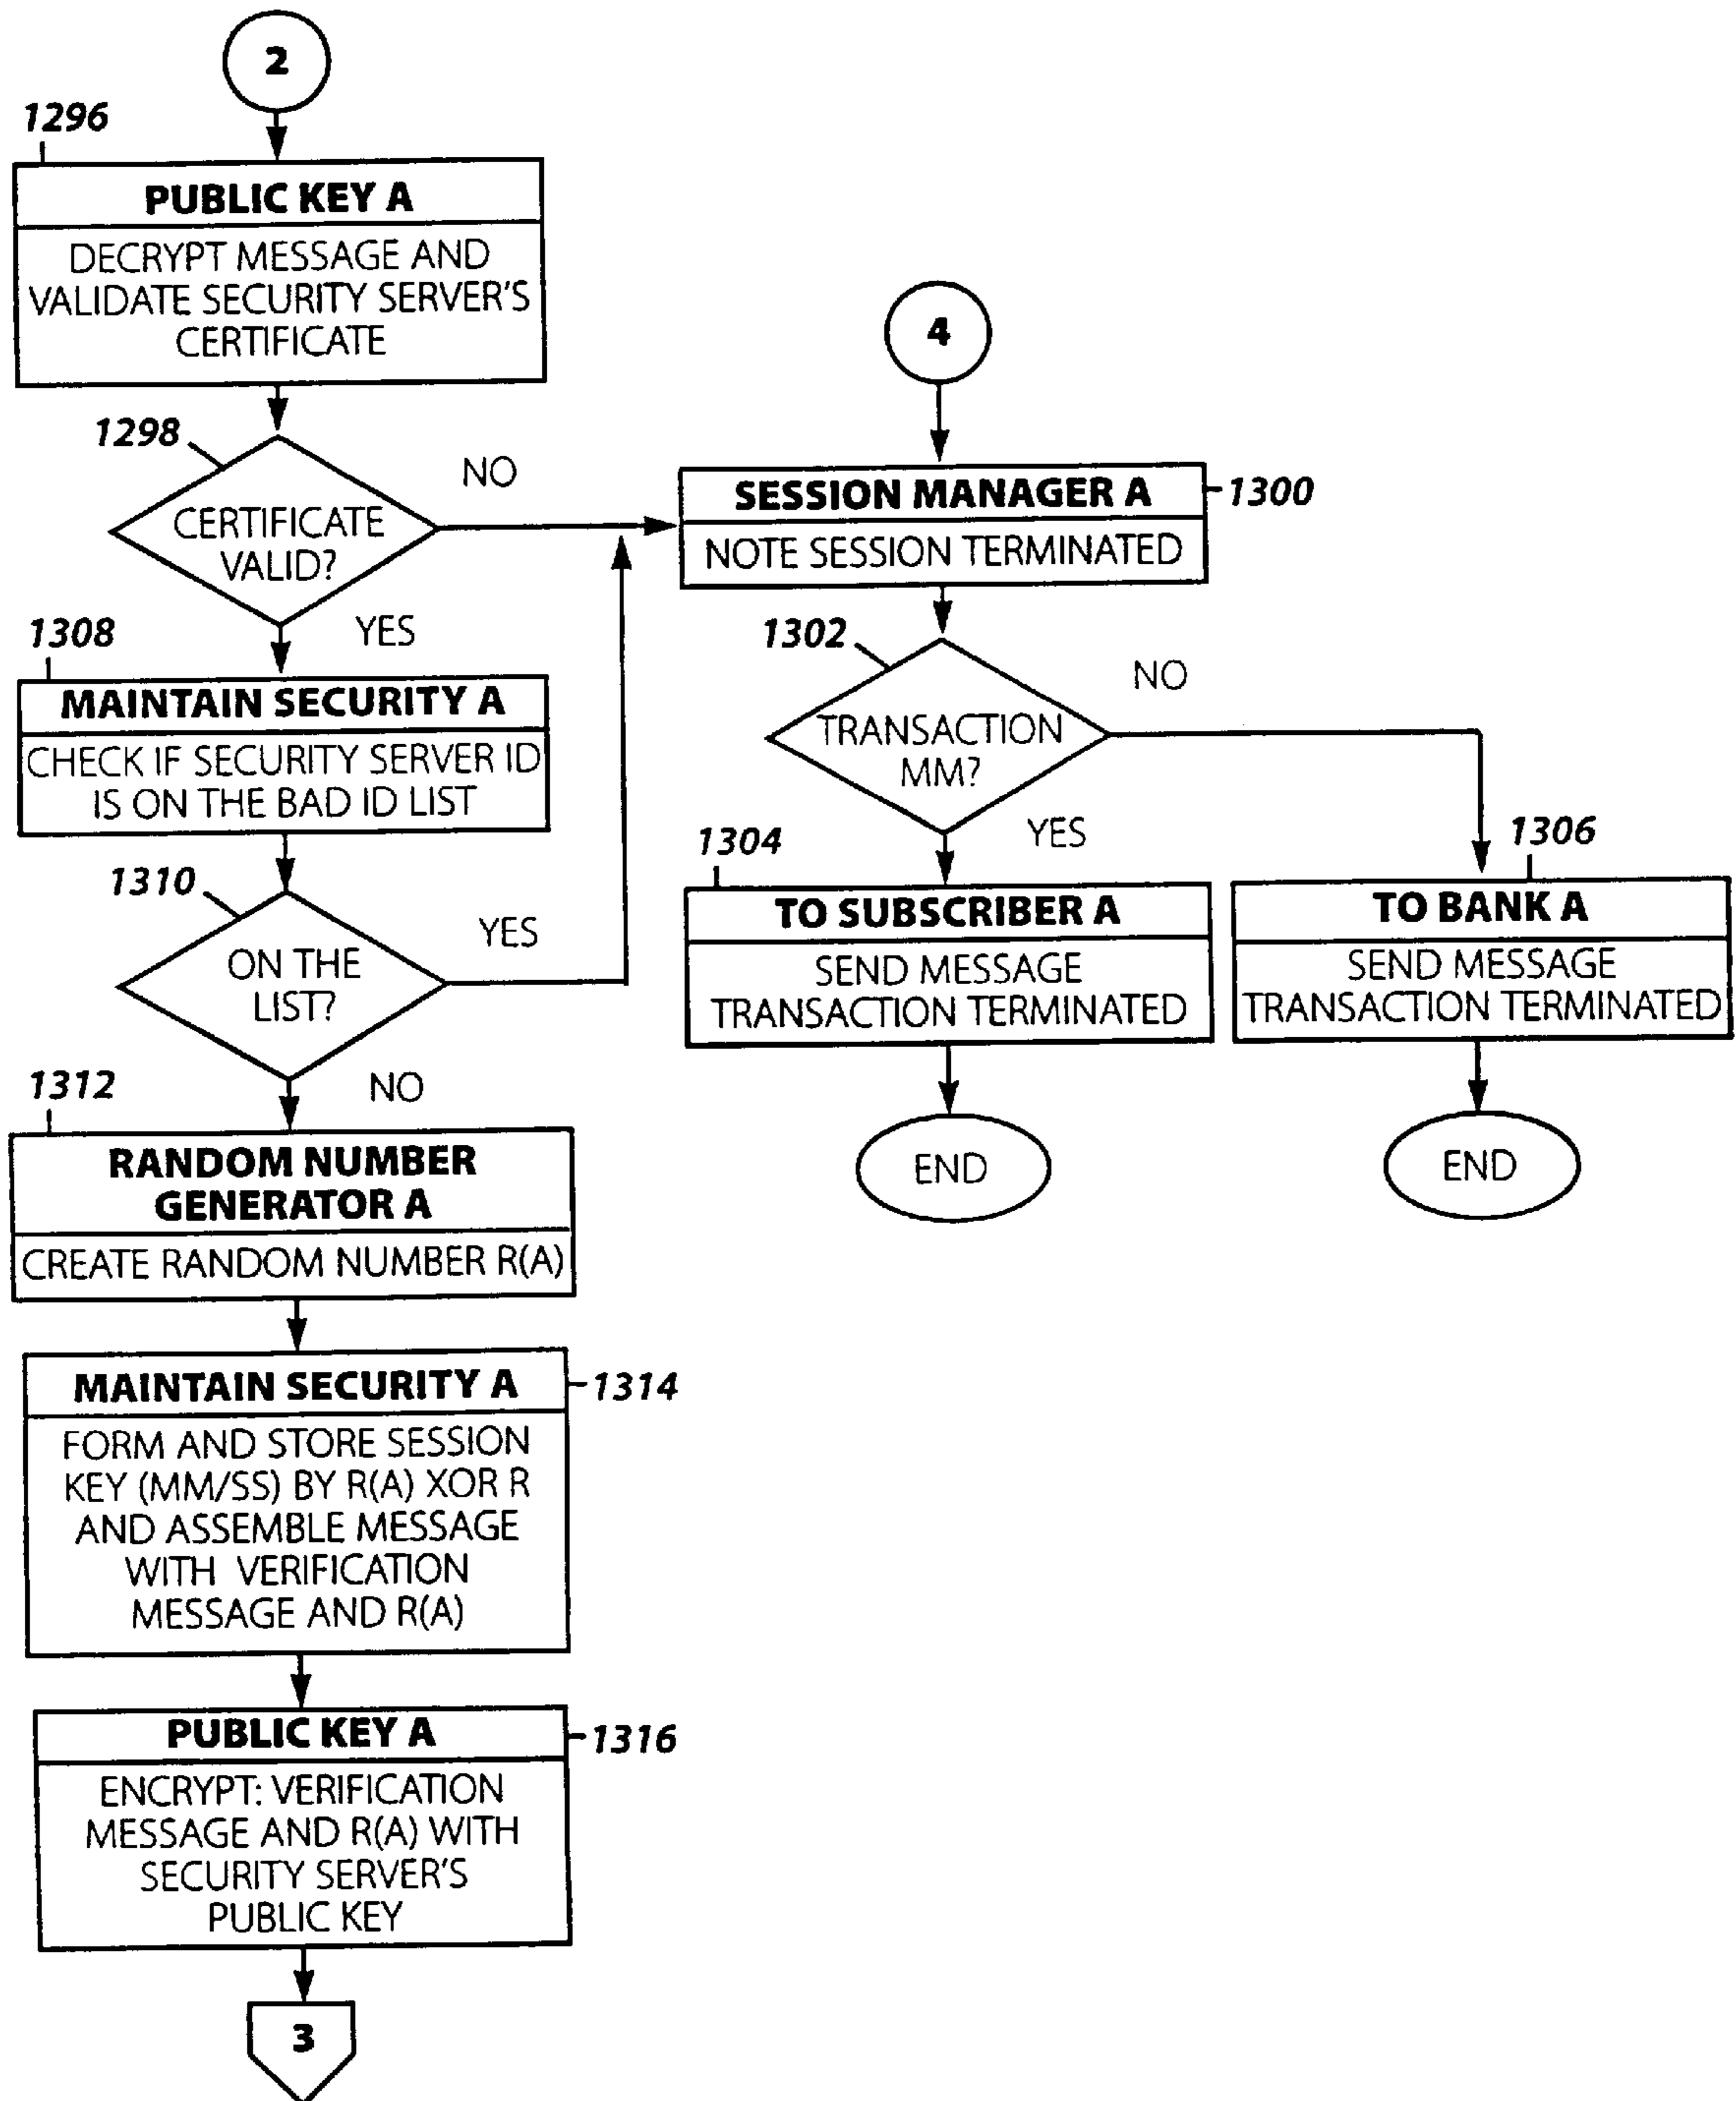 2
1296
PUBLIC KEY A
DECRYPT MESSAGE AND
VALIDATE SECURITY SERVER'S
CERTIFICATE
1298
CERTIFICATE
VALID?
NO
YES
1308
MAINTAIN SECURITY A
CHECK IF SECURITY SERVER ID
IS ON THE BAD ID LIST
1310
ON THE
LIST?
YES
NO
1312
RANDOM NUMBER
GENERATOR A
CREATE RANDOM NUMBER R(A)
MAINTAIN SECURITY A
1314
FORM AND STORE SESSION
KEY (MM/SS) BY R(A) XOR R
AND ASSEMBLE MESSAGE
WITH VERIFICATION
MESSAGE AND R(A)
PUBLIC KEY A
1316
ENCRYPT: VERIFICATION
MESSAGE AND R(A) WITH
SECURITY SERVER'S
PUBLIC KEY
3
4
SESSION MANAGER A
1300
NOTE SESSION TERMINATED
1302
TRANSACTION
MM?
NO
YES
1304
TO SUBSCRIBER A
SEND MESSAGE
TRANSACTION TERMINATED
END
1306
TO BANK A
SEND MESSAGE
TRANSACTION TERMINATED
END